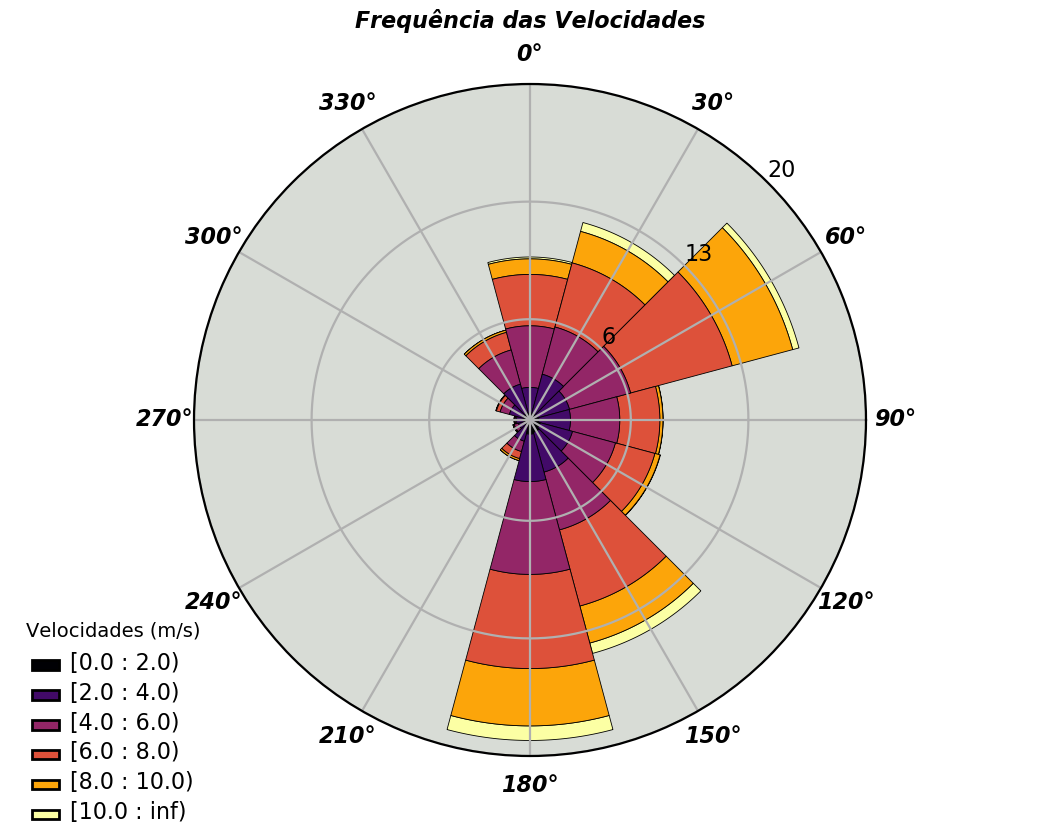 Frequência das Velocidades
0°
330°
30°
20
300°
60°
13
6
270°
90°
240°
120°
210°
150°
180°
Velocidades (m/s)
[0.0 : 2.0)
[2.0 : 4.0)
[4.0 : 6.0)
[6.0 : 8.0)
[8.0 : 10.0)
[10.0 : inf)